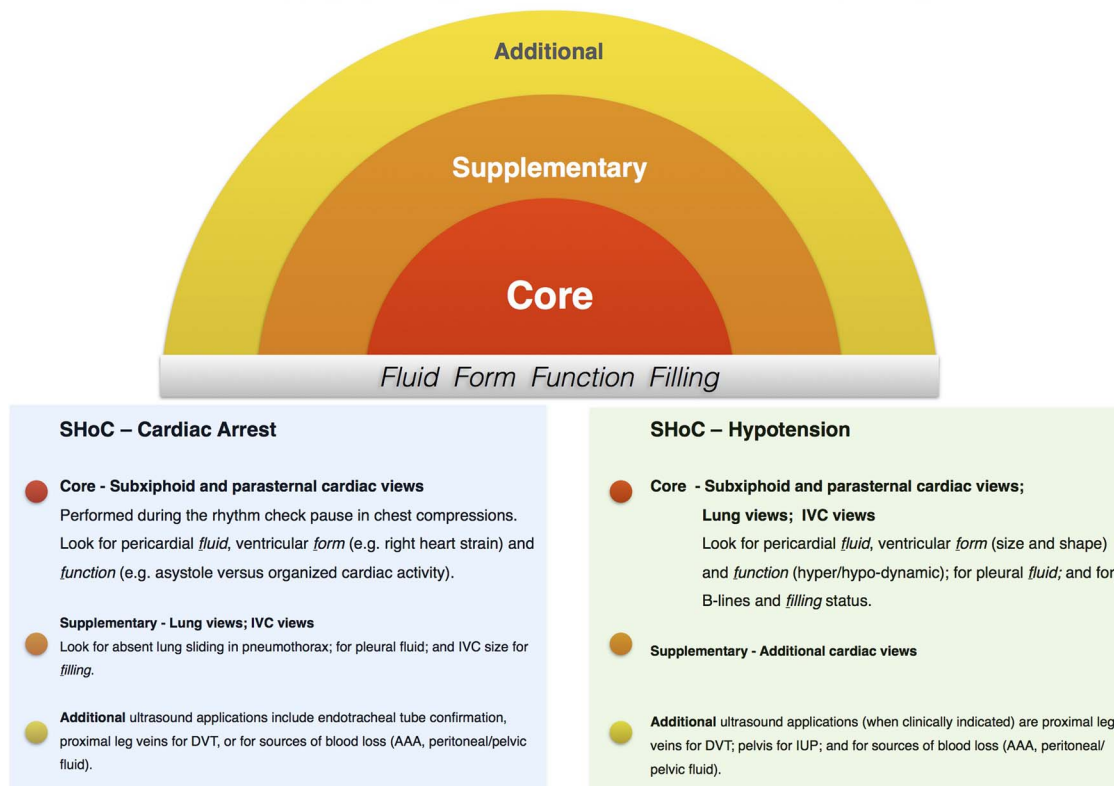 Additional
Supplementary
Core
Fluid Form Function Filling
SHoC – Cardiac Arrest
Core - Subxiphoid and parasternal cardiac views
Performed during the rhythm check pause in chest compressions.
Look for pericardial fluid, ventricular form (e.g. right heart strain) and
function (e.g. asystole versus organized cardiac activity).
Supplementary - Lung views; IVC views
Look for absent lung sliding in pneumothorax; for pleural fluid; and IVC size for
filling.
Additional ultrasound applications include endotracheal tube confirmation,
proximal leg veins for DVT, or for sources of blood loss (AAA, peritoneal/pelvic
fluid).
SHoC – Hypotension
Core - Subxiphoid and parasternal cardiac views;
Lung views; IVC views
Look for pericardial fluid, ventricular form (size and shape)
and function (hyper/hypo-dynamic); for pleural fluid; and for
B-lines and filling status.
Supplementary - Additional cardiac views
Additional ultrasound applications (when clinically indicated) are proximal leg
veins for DVT; pelvis for IUP; and for sources of blood loss (AAA, peritoneal/
pelvic fluid).